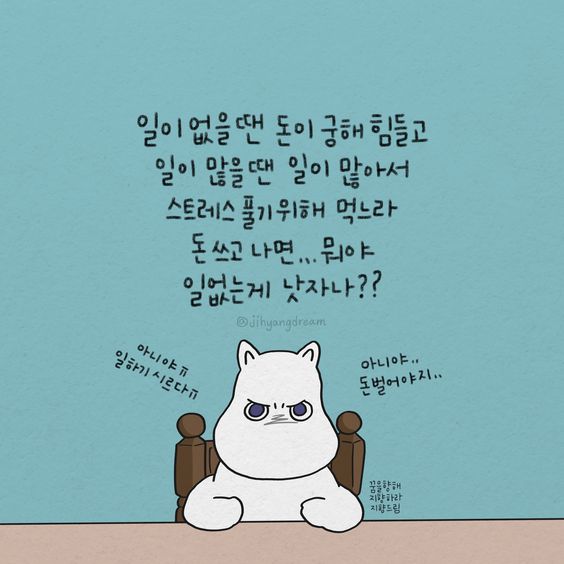 일이 없을땐 돈이 궁해 힘들고
일이 많을땐 일이 많아서
스트레스 풀기위해 먹느라
돈 쓰고 나면... 뭐야
일없는게 낫자나??
@jihyangdream
아니야ㅠ
일하기 시르다ㅠ
아니야..
돈벌어야지..
꿈을향해
지향하라
지향드림